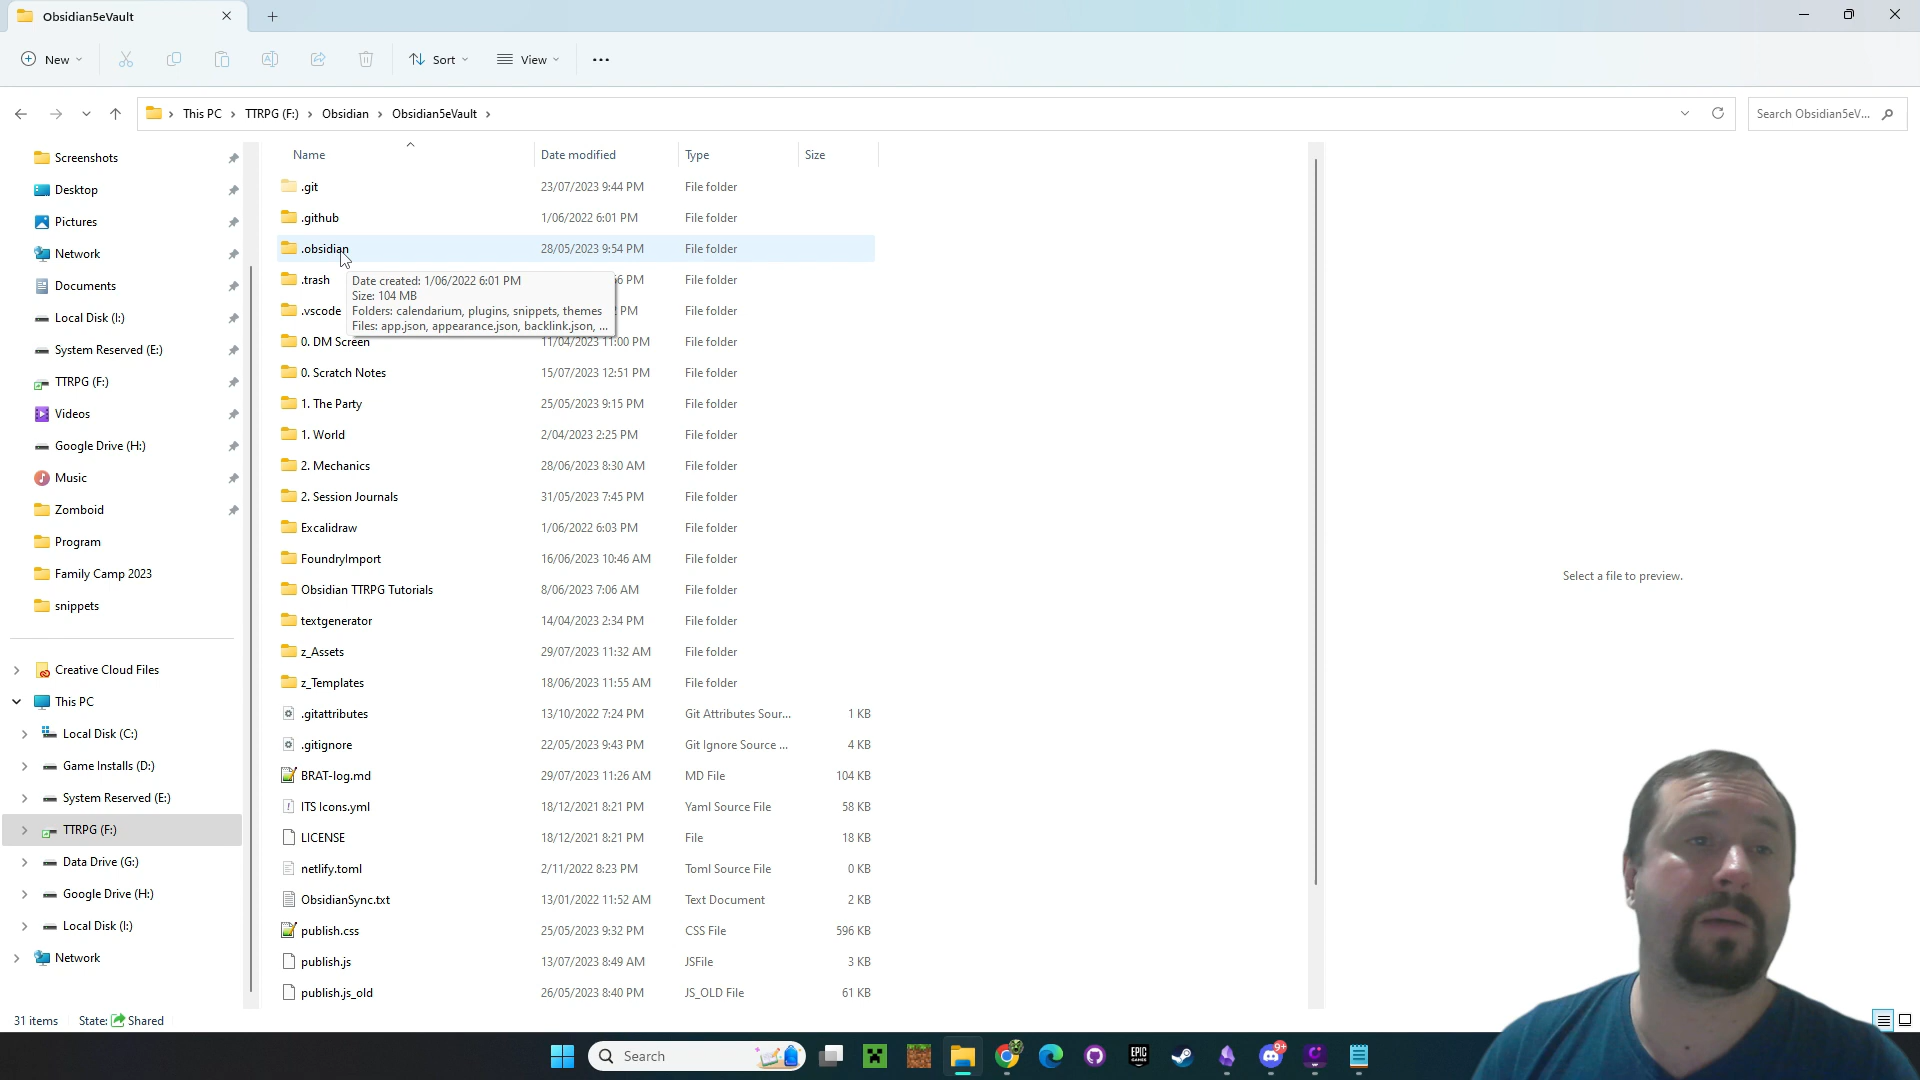 Obsidian5eVault
New
Sort
View
This PC
TTRPG (F:)
Obsidian
Obsidian5eVault
Search Obsidian5eV...
Screenshots
Desktop
Pictures
Network
Documents
Local Disk (I:)
System Reserved (E:)
TTRPG (F:)
Videos
Google Drive (H:)
Music
Zomboid
Program
Family Camp 2023
snippets
Creative Cloud Files
This PC
Local Disk (C:)
Game Installs (D:)
System Reserved (E:)
TTRPG (F:)
Data Drive (G:)
Google Drive (H:)
Local Disk (I:)
Network
Name Date modified Type Size
.git 23/07/2023 9:44 PM File folder
.github 1/06/2022 6:01 PM File folder
.obsidian 28/05/2023 9:54 PM File folder
.trash 6 PM File folder
.vscode PM File folder
Date created: 1/06/2022 6:01 PM
Size: 104 MB
Folders: calendarium, plugins, snippets, themes
Files: app.json, appearance.json, backlink.json, ...
0. DM Screen 11/04/2023 11:00 PM File folder
0. Scratch Notes 15/07/2023 12:51 PM File folder
1. The Party 25/05/2023 9:15 PM File folder
1. World 2/04/2023 2:25 PM File folder
2. Mechanics 28/06/2023 8:30 AM File folder
2. Session Journals 31/05/2023 7:45 PM File folder
Excalidraw 1/06/2022 6:03 PM File folder
FoundryImport 16/06/2023 10:46 AM File folder
Obsidian TTRPG Tutorials 8/06/2023 7:06 AM File folder
textgenerator 14/04/2023 2:34 PM File folder
z_Assets 29/07/2023 11:32 AM File folder
z_Templates 18/06/2023 11:55 AM File folder
.gitattributes 13/10/2022 7:24 PM Git Attributes Sour... 1 KB
.gitignore 22/05/2023 9:43 PM Git Ignore Source ... 4 KB
BRAT-log.md 29/07/2023 11:26 AM MD File 104 KB
ITS Icons.yml 18/12/2021 8:21 PM Yaml Source File 58 KB
LICENSE 18/12/2021 8:21 PM File 18 KB
netlify.toml 2/11/2022 8:23 PM Toml Source File 0 KB
ObsidianSync.txt 13/01/2022 11:52 AM Text Document 2 KB
publish.css 25/05/2023 9:32 PM CSS File 596 KB
publish.js 13/07/2023 8:49 AM JSFile 3 KB
publish.js_old 26/05/2023 8:40 PM JS_OLD File 61 KB
Select a file to preview.
31 items State: Shared
Search
EPIC
GAMES
9+